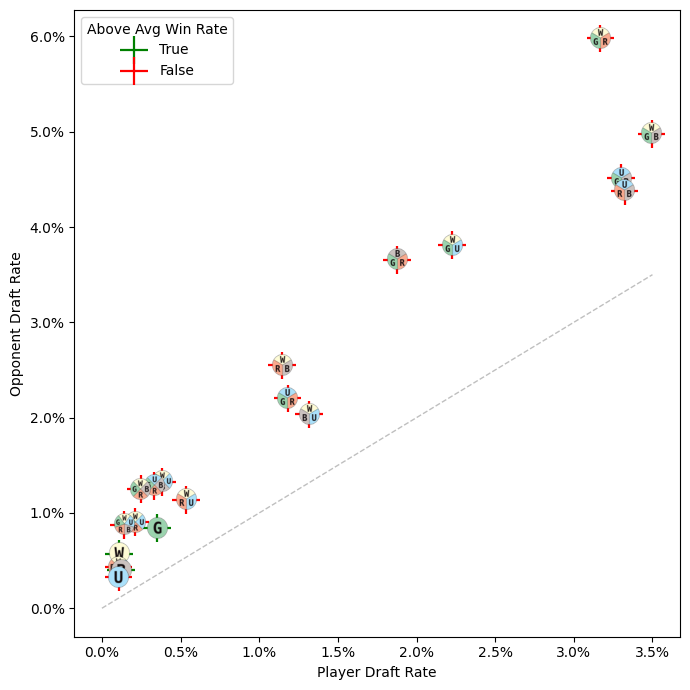 Above Avg Win Rate
True
False
6.0%
5.0%
4.0%
3.0%
2.0%
1.0%
0.0%
Opponent Draft Rate
W
G R
W
G B
U
G
U
R B
W
G U
B
G R
W
R B
U
G R
W
B U
W
G B
R
U
R
W
U
B
W
R U
G W
R B
U
W
U
R
G
W
U
0.0%
0.5%
1.0%
1.5%
2.0%
2.5%
3.0%
3.5%
Player Draft Rate